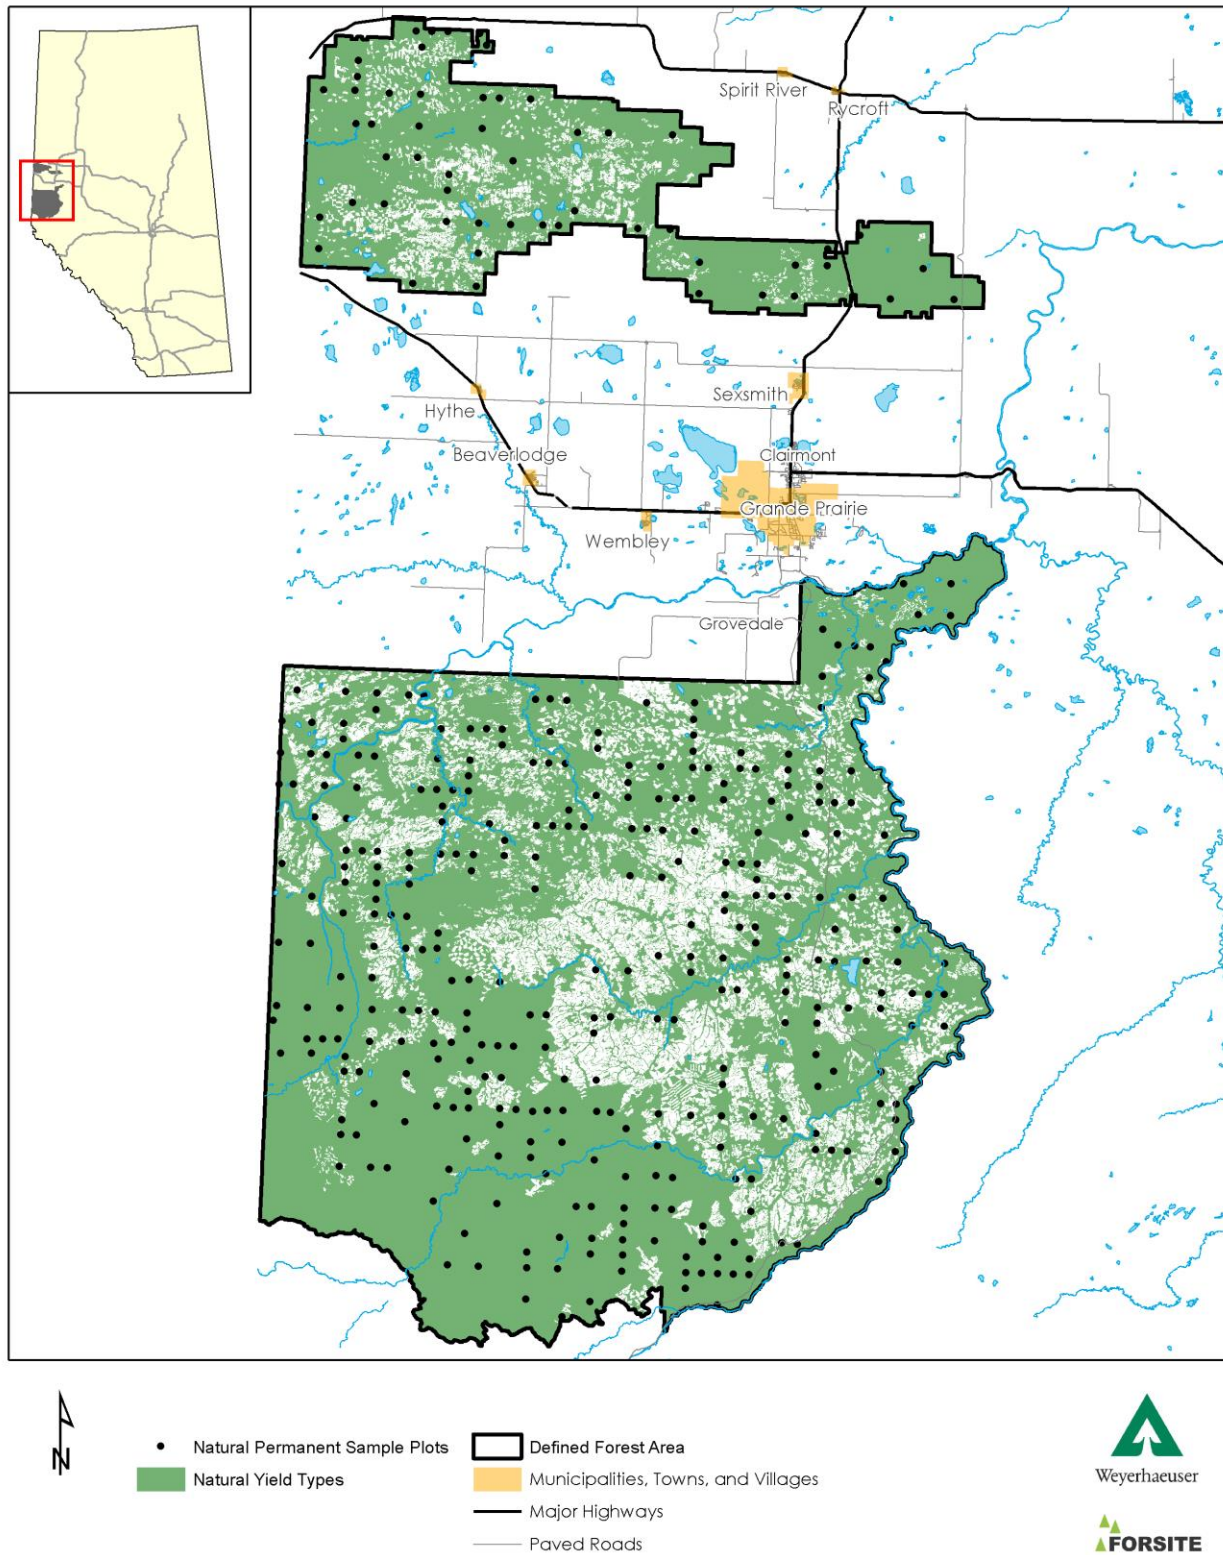 Spirit River
Rycroft
Sexsmith
Hythe
Beaverlodge
Clairmont
Grande Prairie
Wembley
Grovedale
N
Natural Permanent Sample Plots
Natural Yield Types
Defined Forest Area
Municipalities, Towns, and Villages
Major Highways
Paved Roads
Weyerhaeuser
FORSITE